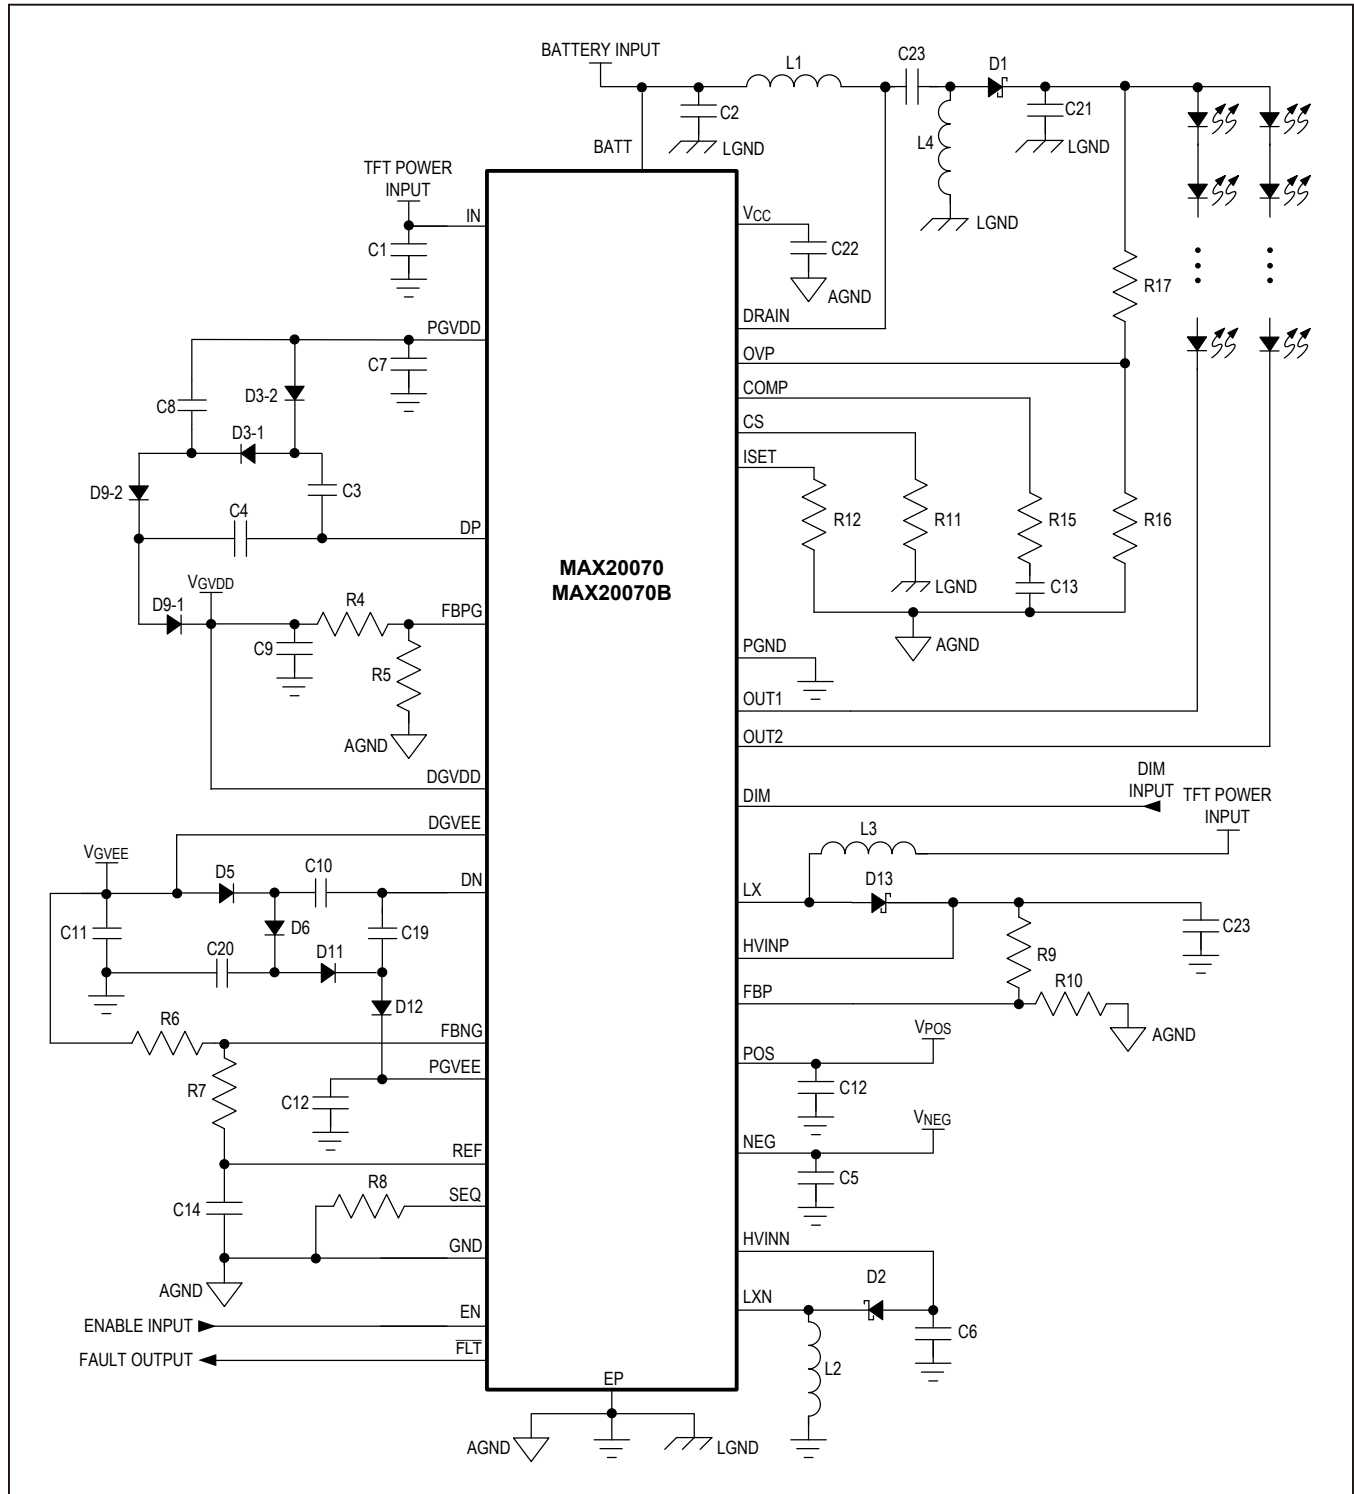 BATTERY INPUT
L1
C23
D1
C2
LGND
L4
C21
LGND
BATT
TFT POWER
INPUT
IN
C1
VCC
C22
AGND
LGND
R17
DRAIN
PGVDD
C7
OVP
C8
D3-2
COMP
D3-1
CS
ISET
D9-2
C3
C4
DP
R12
R11
R15
R16
MAX20070
MAX20070B
LGND
C13
VGVDD
D9-1
R4
FBPG
C9
R5
AGND
AGND
PGND
OUT1
OUT2
DGVDD
DIM
DIM
INPUT
TFT POWER
INPUT
DGVEE
VGVEE
D5
C10
DN
L3
LX
D13
C11
D6
C19
C20
D11
C23
HVINP
R9
D12
FBP
R10
AGND
R6
FBNG
R7
PGVEE
C12
VPOS
POS
C12
VNEG
NEG
C5
REF
R8
SEQ
C14
GND
AGND
HVINN
LXN
D2
C6
L2
ENABLE INPUT
EN
FAULT OUTPUT
FLT
EP
AGND
LGND